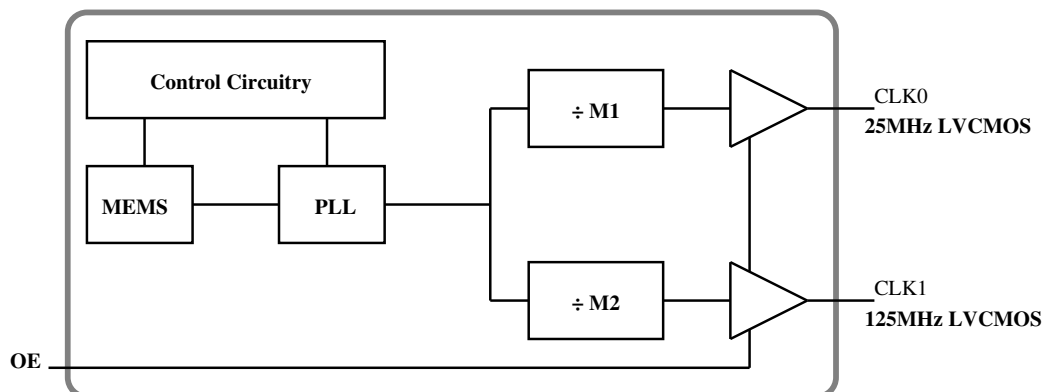 Control Circuitry
÷ M1
CLK0
25MHz LVCMOS
MEMS
PLL
÷ M2
CLK1
125MHz LVCMOS
OE